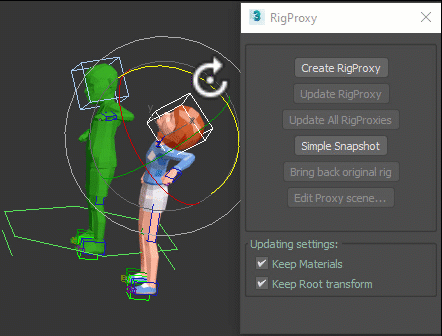 3 RigProxy
Create RigProxy
Update RigProxy
Update All RigProxies
Simple Snapshot
Bring back original rig
Edit Proxy scene...
Updating settings:
Keep Materials
Keep Root transform
y
x